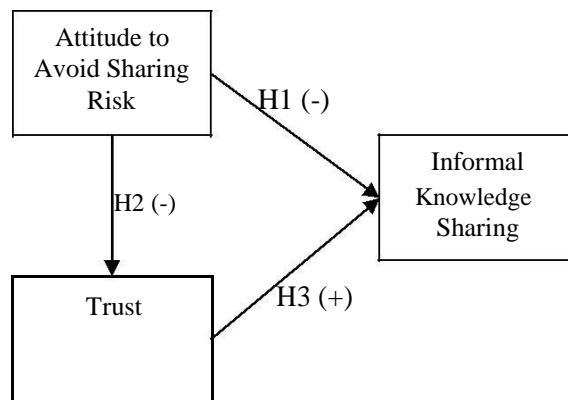 Attitude to
Avoid Sharing
Risk
H1 (-)
Informal
Knowledge
Sharing
H2 (-)
Trust
H3 (+)